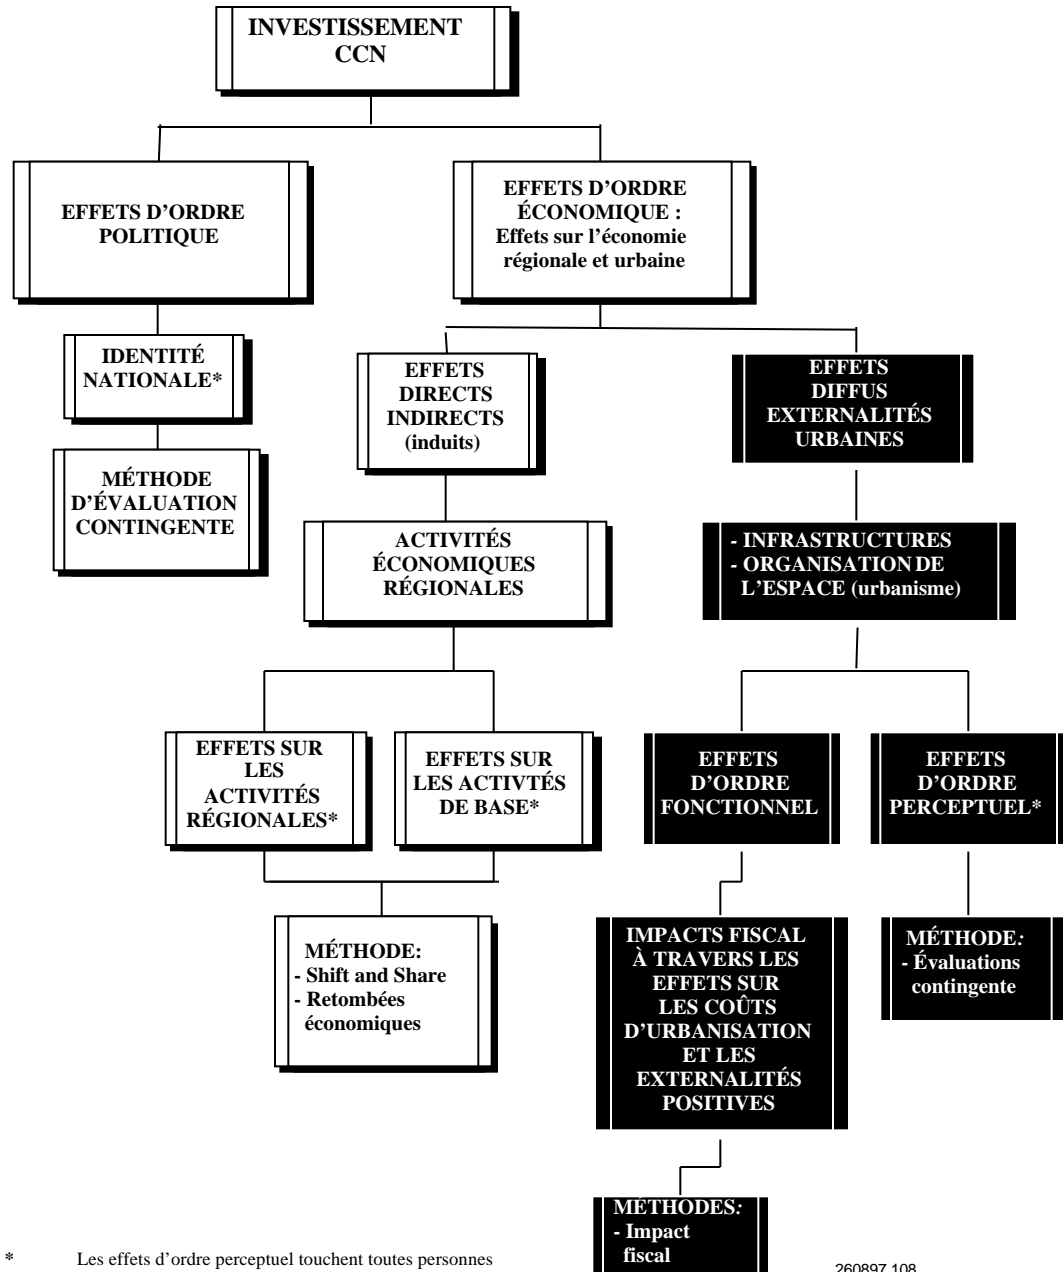 INVESTISSEMENT
CCN
EFFETS D'ORDRE
POLITIQUE
EFFETS D'ORDRE
ÉCONOMIQUE :
Effets sur l'économie
régionale et urbaine
IDENTITÉ
NATIONALE*
EFFETS
DIRECTS
INDIRECTS
(induits)
EFFETS
DIFFUS
EXTERNALITÉS
URBAINES
MÉTHODE
D'ÉVALUATION
CONTINGENTE
ACTIVITÉS
ÉCONOMIQUES
RÉGIONALES
- INFRASTRUCTURES
- ORGANISATION DE
L'ESPACE (urbanisme)
EFFETS SUR
LES
ACTIVITÉS
RÉGIONALES*
EFFETS SUR
LES ACTIVTÉS
DE BASE*
EFFETS
D'ORDRE
FONCTIONNEL
EFFETS
D'ORDRE
PERCEPTUEL*
MÉTHODE:
- Shift and Share
- Retombées
économiques
IMPACTS FISCAL
À TRAVERS LES
EFFETS SUR
LES COÛTS
D'URBANISATION
ET LES
EXTERNALITÉS
POSITIVES
MÉTHODE:
- Évaluations
contingente
MÉTHODES:
- Impact
fiscal
* Les effets d'ordre perceptuel touchent toutes personnes
260897.108